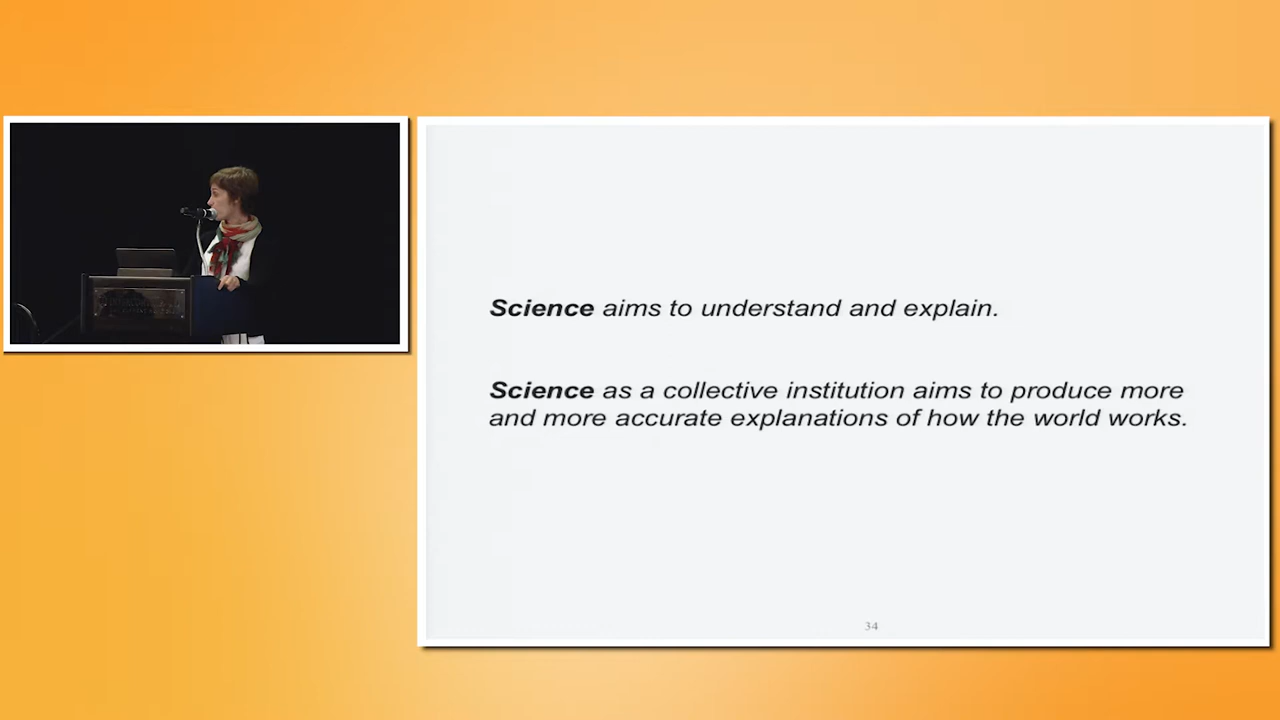 Science aims to understand and explain.
Science as a collective institution aims to produce more
and more accurate explanations of how the world works.
34